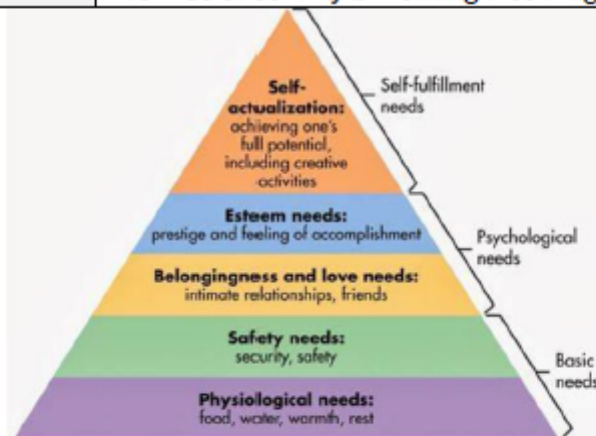 Self-
actualization:
achieving one's
full potential,
including creative
activities
Self-fulfillment
needs
Esteem needs:
prestige and feeling of accomplishment
Psychological
needs
Belongingness and love needs:
intimate relationships, friends
Safety needs:
security, safety
Basic
needs
Physiological needs:
food, water, warmth, rest